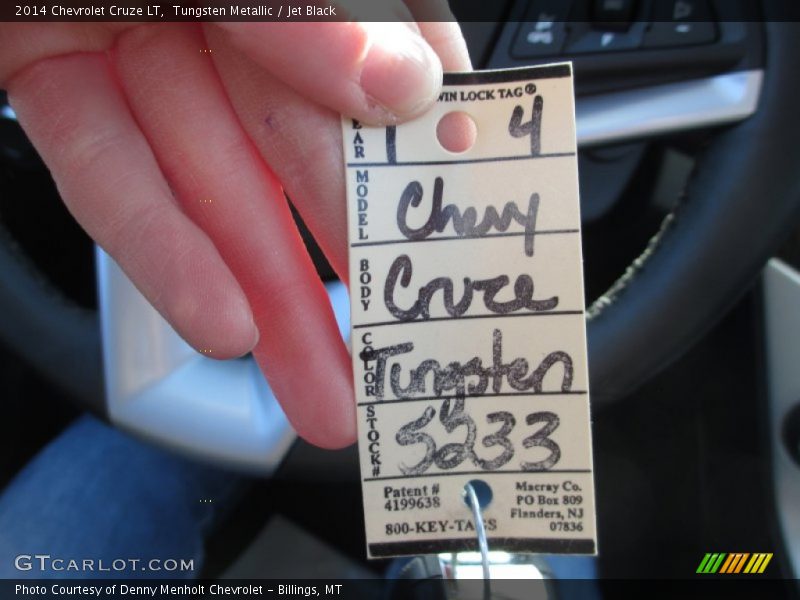 2014 Chevrolet Cruze LT,  Tungsten Metallic / Jet Black
WIN LOCK TAG®
EAR 1 4
MODEL Chevy
BODY Cruze
COLOR Tungsten
STOCK# 5233
Patent #
4199638
800-KEY-TAGS
Macray Co.
PO Box 809
Flanders, NJ
07836
GTCARLOT.COM
Photo Courtesy of Denny Menholt Chevrolet - Billings, MT